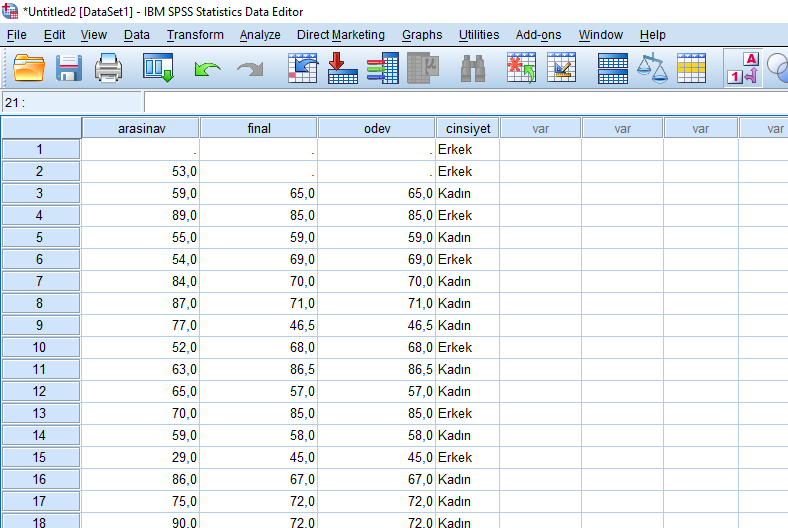 *Untitled2 [DataSet1] - IBM SPSS Statistics Data Editor
File Edit View Data Transform Analyze Direct Marketing Graphs Utilities Add-ons Window Help
μ A 1
21 :
arasinav final odev cinsiyet var var var var
1 . . . Erkek
2 53,0 . . Erkek
3 59,0 65,0 65,0 Kadın
4 89,0 85,0 85,0 Erkek
5 55,0 59,0 59,0 Kadın
6 54,0 69,0 69,0 Erkek
7 84,0 70,0 70,0 Kadın
8 87,0 71,0 71,0 Kadın
9 77,0 46,5 46,5 Kadın
10 52,0 68,0 68,0 Erkek
11 63,0 86,5 86,5 Kadın
12 65,0 57,0 57,0 Kadın
13 70,0 85,0 85,0 Erkek
14 59,0 58,0 58,0 Kadın
15 29,0 45,0 45,0 Erkek
16 86,0 67,0 67,0 Kadın
17 75,0 72,0 72,0 Kadın
18 90,0 72,0 72,0 Kadın